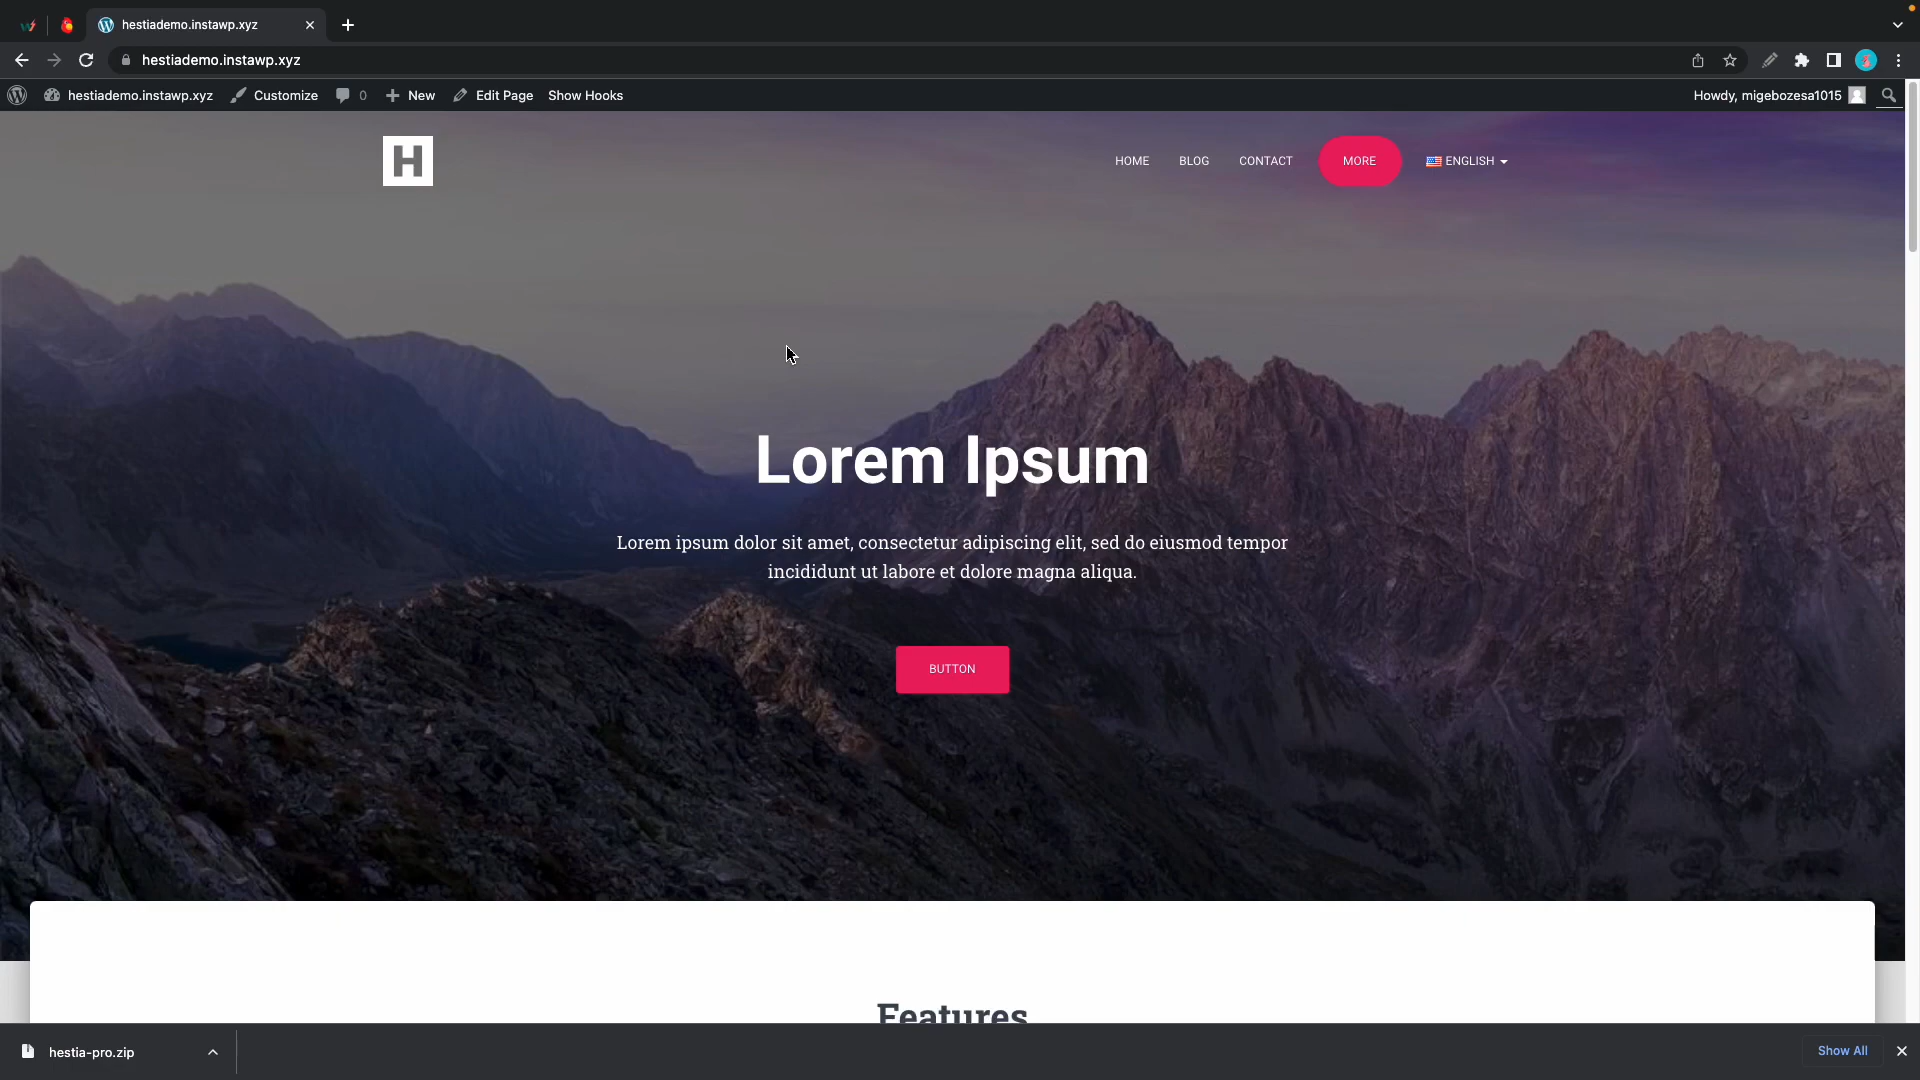 hestiademo.instawp.xyz
hestiademo.instawp.xyz
hestiademo.instawp.xyz Customize 0 New Edit Page Show Hooks Howdy, migebozesa1015
H HOME BLOG CONTACT MORE ENGLISH
Lorem Ipsum
Lorem ipsum dolor sit amet, consectetur adipiscing elit, sed do eiusmod tempor
incididunt ut labore et dolore magna aliqua.
BUTTON
Features
hestia-pro.zip Show All